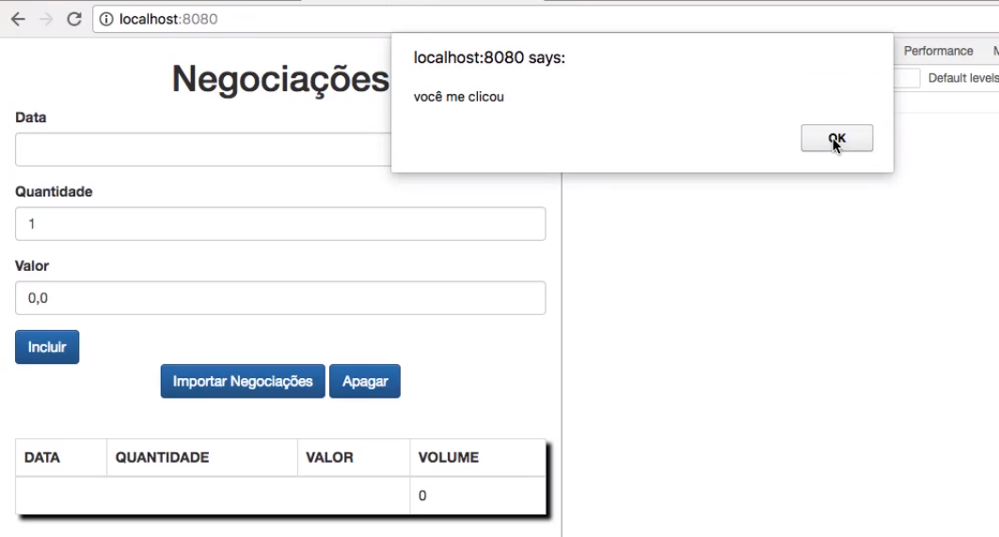 localhost:8080
localhost:8080 says:
você me clicou
OK
Performance
Default levels
Negociações
Data
Quantidade
1
Valor
0,0
Incluir
Importar Negociações
Apagar
DATA QUANTIDADE VALOR VOLUME
0